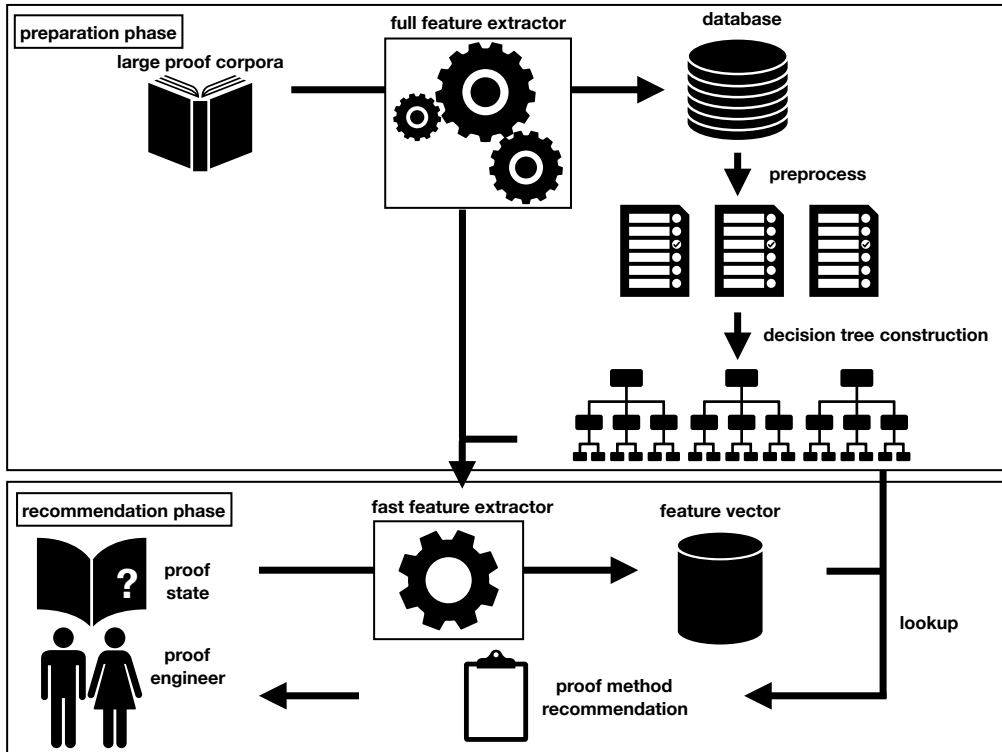 preparation phase
full feature extractor
database
large proof corpora
preprocess
decision tree construction
recommendation phase
fast feature extractor
feature vector
?
proof
state
lookup
proof
engineer
proof method
recommendation